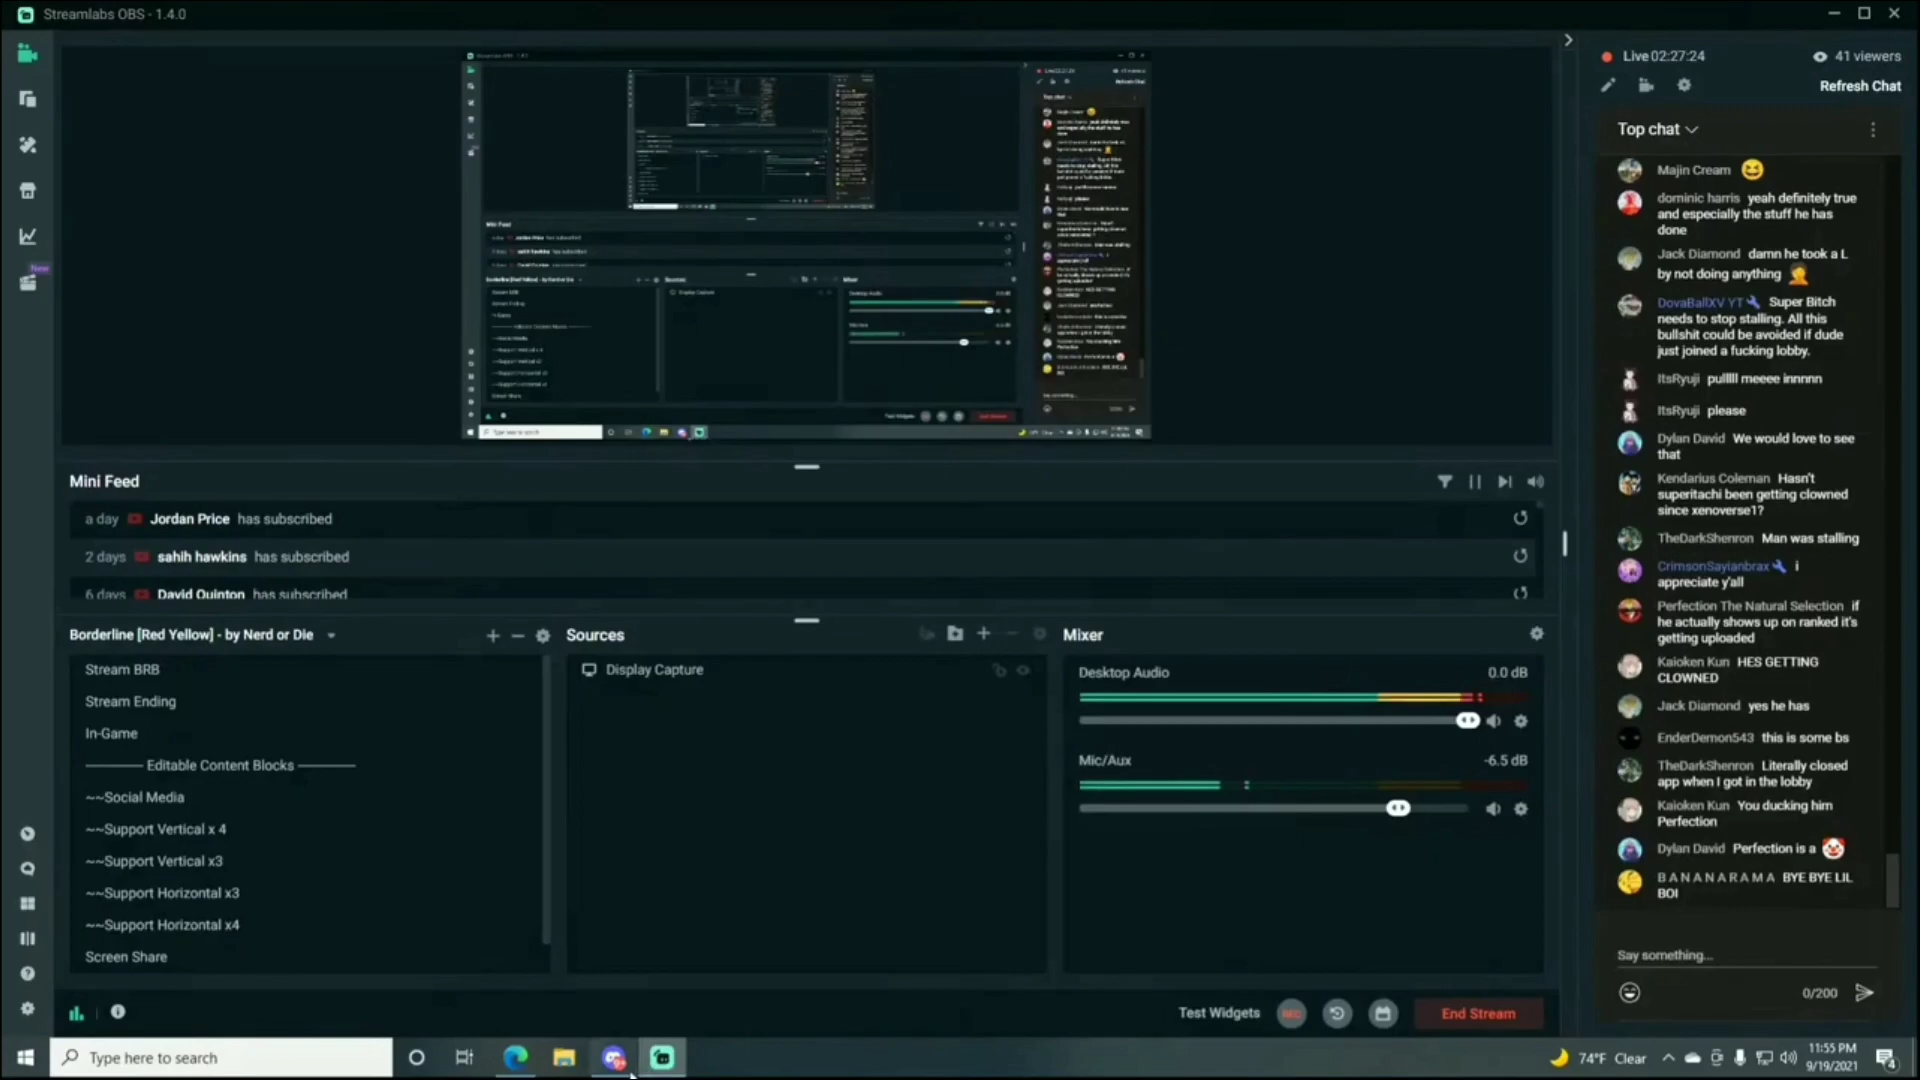 Streamlabs OBS - 1.4.0
Live 02:27:24
41 viewers
Refresh Chat
Top chat
Majin Cream
dominic harris yeah definitely true
and especially the stuff he has
done
Jack Diamond damn he took a L
by not doing anything
DovaBallXV YT Super Bitch
needs to stop stalling. All this
bullshit could be avoided if dude
just joined a fucking lobby.
ItsRyuji pulllll meeee innnnn
ItsRyuji please
Dylan David We would love to see
that
Kendarius Coleman Hasn't
superitachi been getting clowned
since xenoverse1?
TheDarkShenron Man was stalling
CrimsonSayianbrax i
appreciate y'all
Perfection The Natural Selection if
he actually shows up on ranked it's
getting uploaded
Kaioken Kun HES GETTING
CLOWNED
Jack Diamond yes he has
EnderDemon543 this is some bs
TheDarkShenron Literally closed
app when I got in the lobby
Kaioken Kun You ducking him
Perfection
Dylan David Perfection is a
B A N A N A R A M A BYE BYE LIL
BOI
Say something...
0/200
New
Mini Feed
a day Jordan Price has subscribed
2 days sahih hawkins has subscribed
6 days David Quinton has subscribed
Borderline [Red Yellow] - by Nerd or Die
Stream BRB
Stream Ending
In-Game
Editable Content Blocks
~~Social Media
~~Support Vertical x 4
~~Support Vertical x3
~~Support Horizontal x3
~~Support Horizontal x4
Screen Share
Sources
Display Capture
Mixer
Desktop Audio 0.0 dB
Mic/Aux -6.5 dB
Test Widgets
REC
End Stream
Type here to search
74°F Clear
11:55 PM
9/19/2021
4